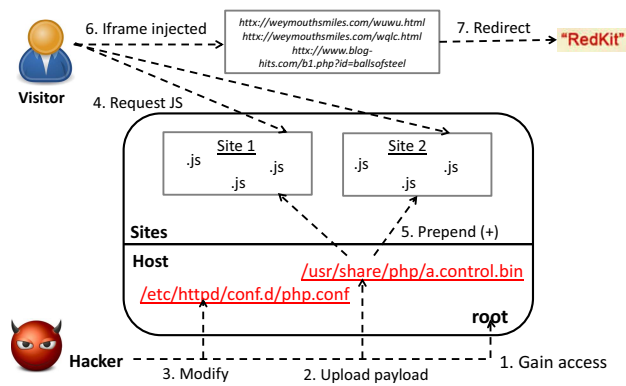 6. Iframe injected
httx://weymouthsmiles.com/wuwu.html
httx://weymouthsmiles.com/wqlc.html
httx://www.blog-
hits.com/b1.php?id=ballsofsteel
7. Redirect
“RedKit”
Visitor
4. Request JS
Site 1
.js
.js
.js
Site 2
.js
.js
.js
5. Prepend (+)
Sites
Host
/usr/share/php/a.control.bin
/etc/httpd/conf.d/php.conf
root
Hacker
3. Modify
2. Upload payload
1. Gain access